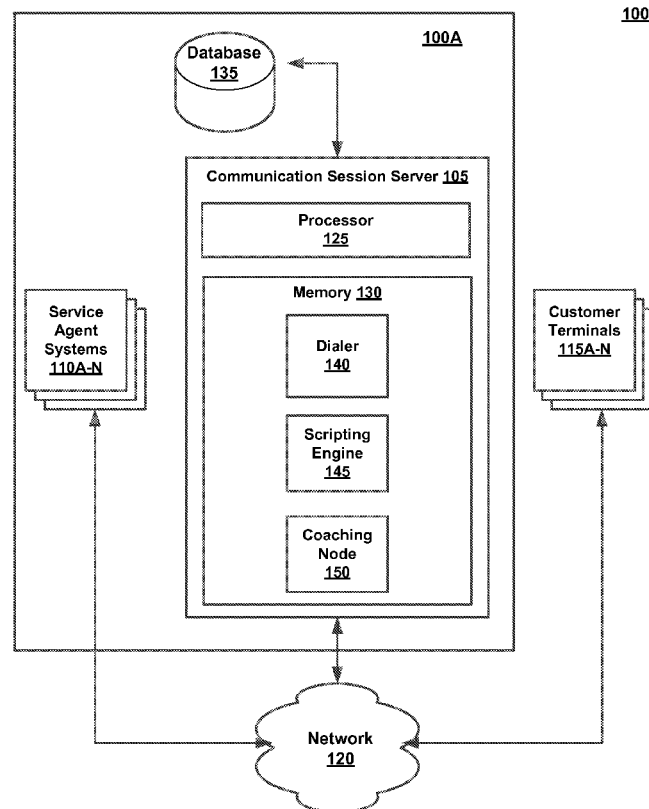 100
100A
Database
135
Communication Session Server 105
Processor
125
Memory 130
Dialer
140
Scripting
Engine
145
Coaching
Node
150
Service
Agent
Systems
110A-N
Customer
Terminals
115A-N
Network
120